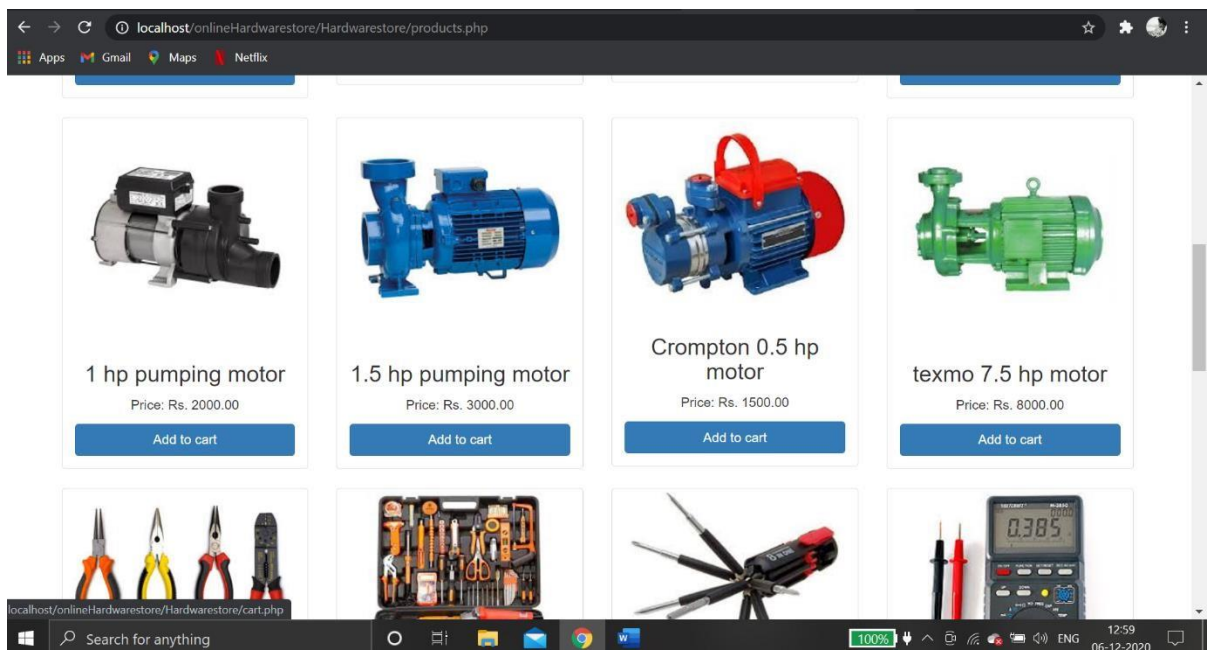 localhost/onlineHardwarestore/Hardwarestore/products.php
Apps Gmail Maps Netflix
1 hp pumping motor
Price: Rs. 2000.00
Add to cart
1.5 hp pumping motor
Price: Rs. 3000.00
Add to cart
Crompton 0.5 hp
motor
Price: Rs. 1500.00
Add to cart
texmo 7.5 hp motor
Price: Rs. 8000.00
Add to cart
8 IN ONE
0.385
localhost/onlineHardwarestore/Hardwarestore/cart.php
Search for anything
100%
ENG
12:59
06-12-2020